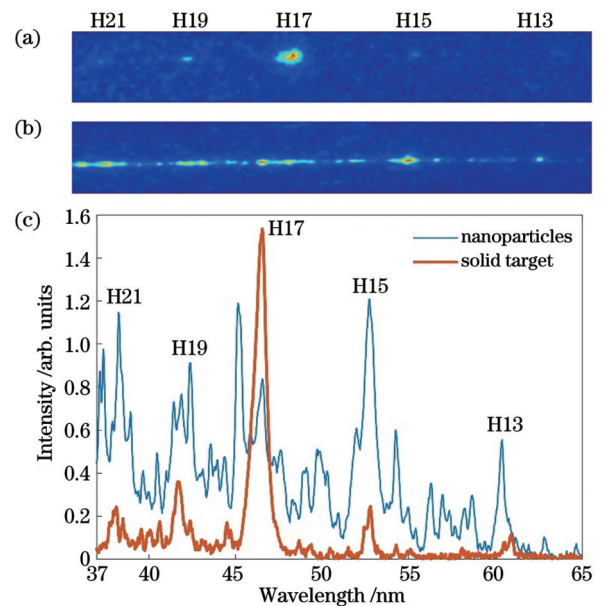 H21 H19 H17 H15 H13
(a)
(b)
(c)
1.6
1.4
1.2
1.0
0.8
0.6
0.4
0.2
0
Intensity /arb. units
H17
nanoparticles
solid target
H21
H15
H19
H13
37 40 45 50 55 60 65
Wavelength /nm